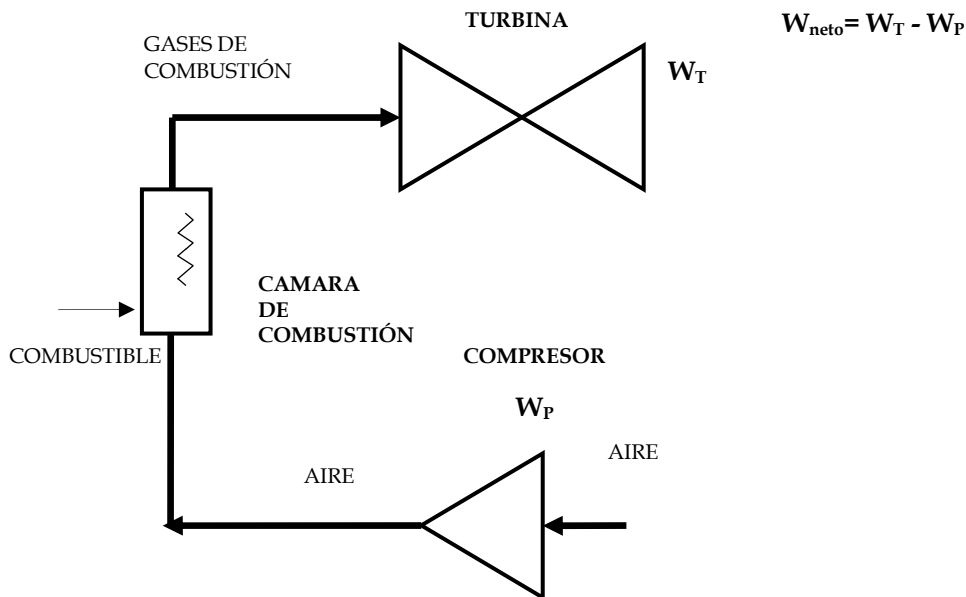 TURBINA
W_neto= W_T - W_P
GASES DE
COMBUSTIÓN
W_T
CAMARA
DE
COMBUSTIÓN
COMBUSTIBLE
COMPRESOR
W_P
AIRE
AIRE